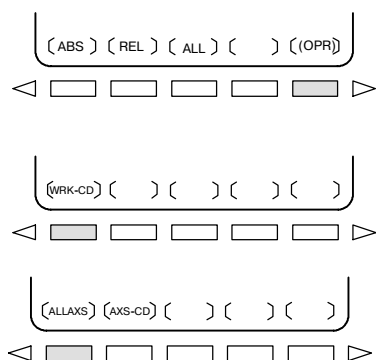 ( ABS ) ( REL ) ( ALL ) (    ) ( (OPR) )
(WRK-CD) (    ) (    ) (    ) (    )
(ALLAXS) (AXS-CD) (    ) (    ) (    )